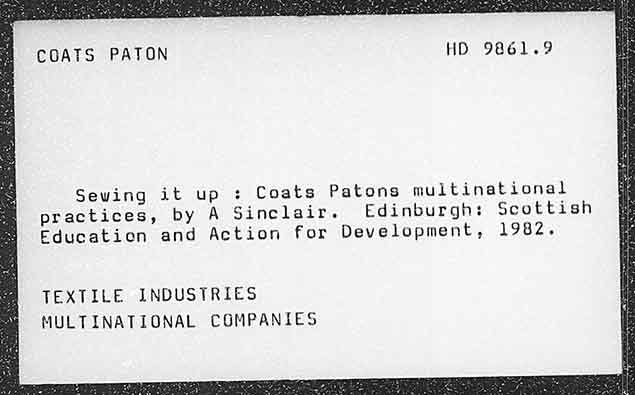 COATS PATON HD 9861.9
Sewing it up : Coats Patons multinational
practices, by A Sinclair. Edinburgh: Scottish
Education and Action for Development, 1982.
TEXTILE INDUSTRIES
MULTINATIONAL COMPANIES